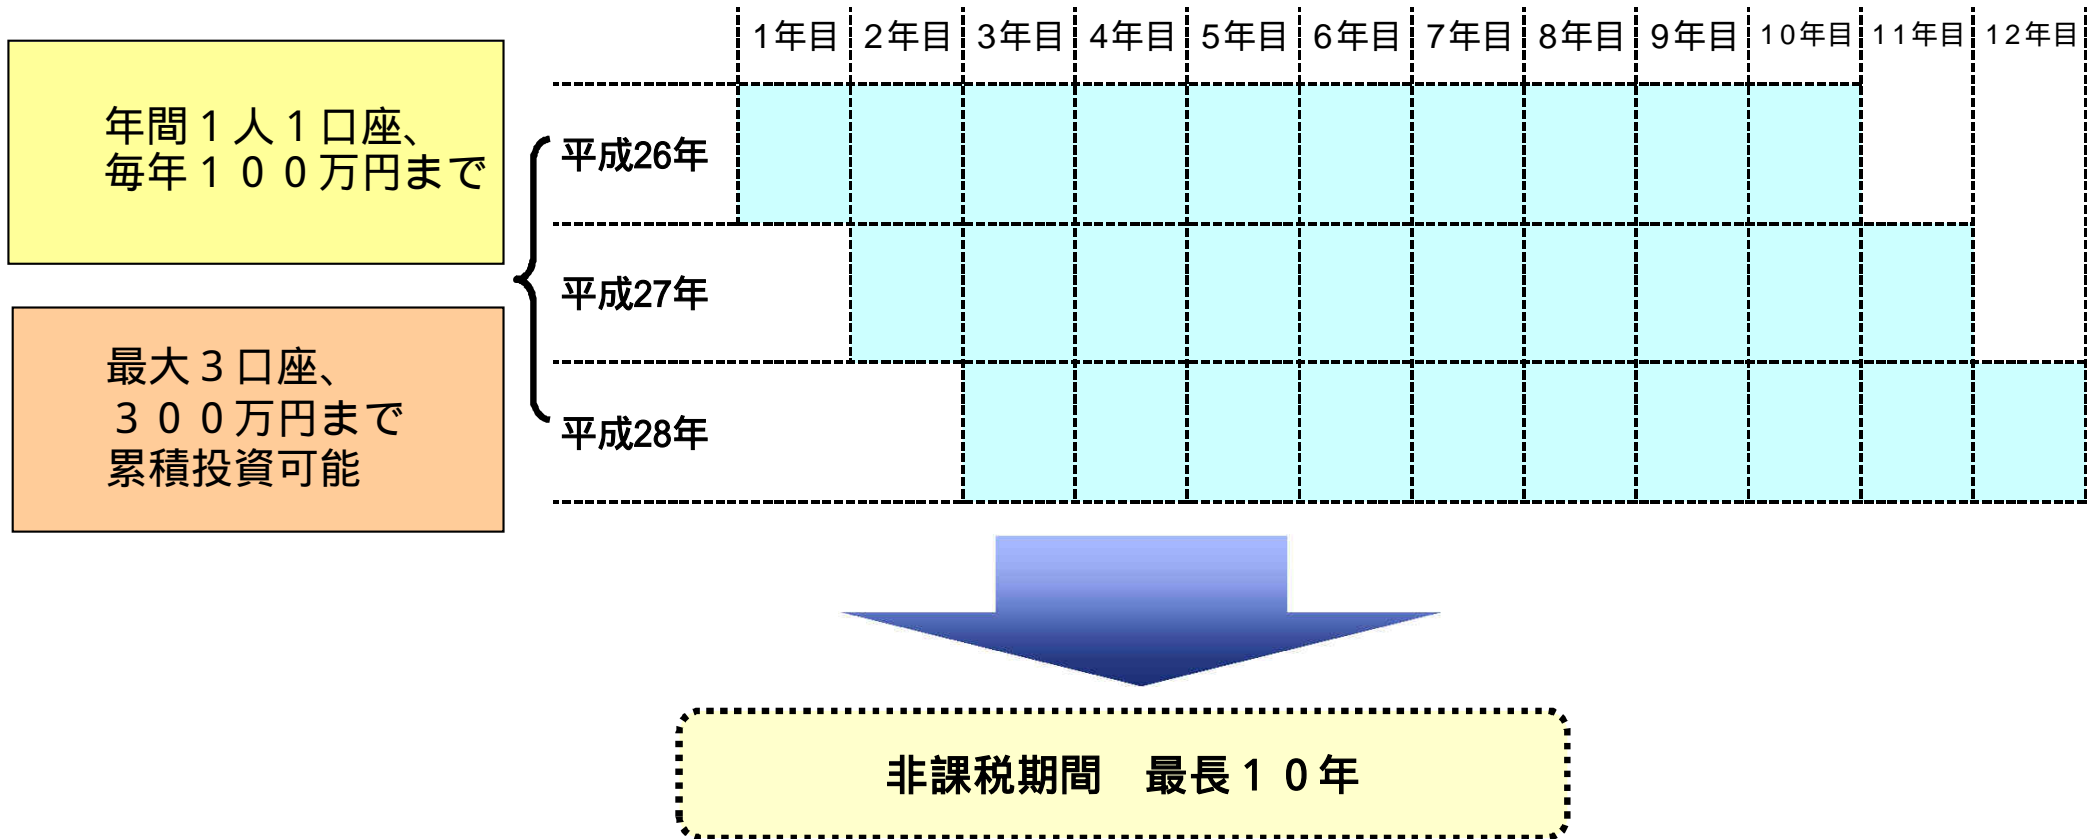 1年目 2年目 3年目 4年目 5年目 6年目 7年目 8年目 9年目 10年目 11年目 12年目
年間１人１口座、
毎年１００万円まで
最大３口座、
３００万円まで
累積投資可能
平成26年
平成27年
平成28年
非課税期間　最長１０年